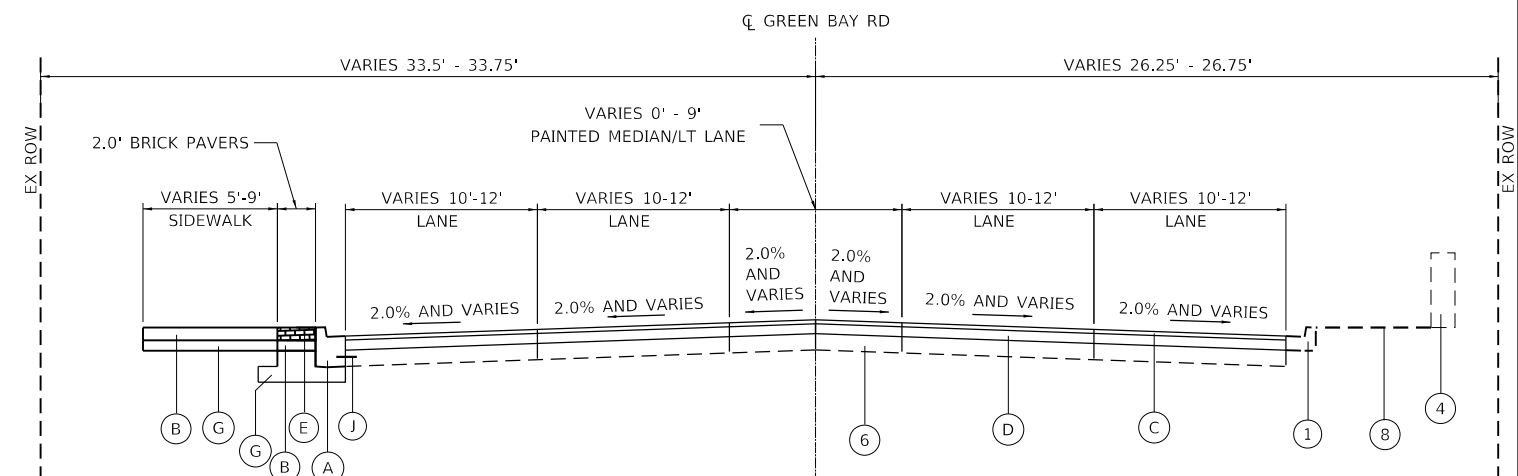 ℄ GREEN BAY RD
VARIES 33.5' - 33.75'
VARIES 26.25' - 26.75'
VARIES 0' - 9'
PAINTED MEDIAN/LT LANE
2.0' BRICK PAVERS
EX ROW
EX ROW
VARIES 5'-9'
SIDEWALK
VARIES 10'-12'
LANE
VARIES 10-12'
LANE
VARIES 10-12'
LANE
VARIES 10'-12'
LANE
2.0%
AND
VARIES
2.0%
AND
VARIES
2.0% AND VARIES
2.0% AND VARIES
2.0% AND VARIES
2.0% AND VARIES
B
G
G
B
E
A
J
6
D
C
1
8
4